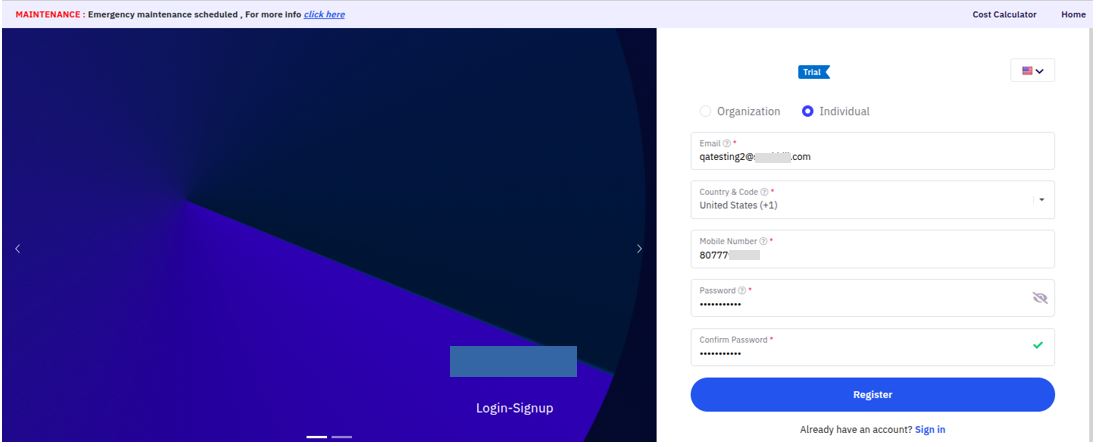 MAINTENANCE : Emergency maintenance scheduled , For more info click here
Cost Calculator Home
Trial
Organization Individual
Email ? *
qatesting2@ .com
Country & Code ? *
United States (+1)
Mobile Number ? *
80777
Password ? *
•••••••••••
Confirm Password *
•••••••••••
Register
Already have an account? Sign in
Login-Signup